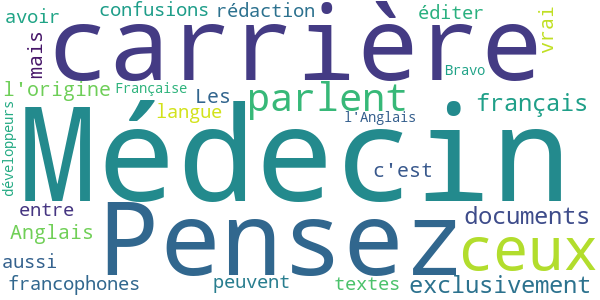 avoir confusions rédaction éditer vrai
mais carrière
Bravo
l'origine Française Les parlent français
langue l'Anglais
développeurs Médecin
c'est
entre Pensez documents
Anglais ceux
aussi
francophones peuvent textes exclusivement